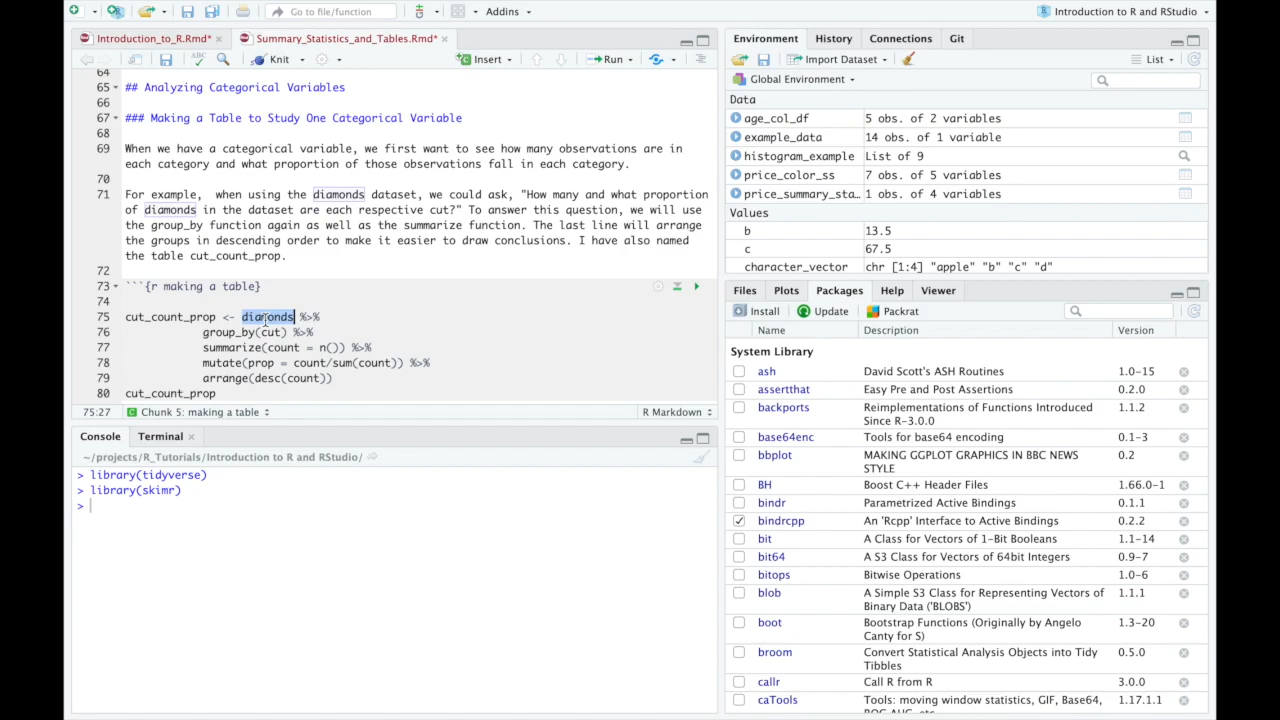 Go to file/function
Addins
Introduction to R and RStudio
Introduction_to_R.Rmd*
Summary_Statistics_and_Tables.Rmd*
ABC
Knit
Insert
Run
64
65 ## Analyzing Categorical Variables
66
67 ### Making a Table to Study One Categorical Variable
68
69 When we have a categorical variable, we first want to see how many observations are in
each category and what proportion of those observations fall in each category.
70
71 For example,  when using the diamonds dataset, we could ask, "How many and what proportion
of diamonds in the dataset are each respective cut?" To answer this question, we will use
the group_by function again as well as the summarize function. The last line will arrange
the groups in descending order to make it easier to draw conclusions. I have also named
the table cut_count_prop.
72
73 ```{r making a table}
74
75 cut_count_prop <- diamonds %>%
76 group_by(cut) %>%
77 summarize(count = n()) %>%
78 mutate(prop = count/sum(count)) %>%
79 arrange(desc(count))
80 cut_count_prop
75:27 Chunk 5: making a table R Markdown
Console Terminal
~/projects/R_Tutorials/Introduction to R and RStudio/
> library(tidyverse)
> library(skimr)
>
Environment History Connections Git
Import Dataset List
Global Environment
Data
age_col_df 5 obs. of 2 variables
example_data 14 obs. of 1 variable
histogram_example List of 9
price_color_ss 7 obs. of 5 variables
price_summary_sta… 1 obs. of 4 variables
Values
b 13.5
c 67.5
character_vector chr [1:4] "apple" "b" "c" "d"
Files Plots Packages Help Viewer
Install Update Packrat
Name Description Version
System Library
ash David Scott's ASH Routines 1.0-15
assertthat Easy Pre and Post Assertions 0.2.0
backports Reimplementations of Functions Introduced 1.1.2
Since R-3.0.0
base64enc Tools for base64 encoding 0.1-3
bbplot MAKING GGPLOT GRAPHICS IN BBC NEWS 0.2
STYLE
BH Boost C++ Header Files 1.66.0-1
bindr Parametrized Active Bindings 0.1.1
bindrcpp An 'Rcpp' Interface to Active Bindings 0.2.2
bit A Class for Vectors of 1-Bit Booleans 1.1-14
bit64 A S3 Class for Vectors of 64bit Integers 0.9-7
bitops Bitwise Operations 1.0-6
blob A Simple S3 Class for Representing Vectors of 1.1.1
Binary Data ('BLOBS')
boot Bootstrap Functions (Originally by Angelo 1.3-20
Canty for S)
broom Convert Statistical Analysis Objects into Tidy 0.5.0
Tibbles
callr Call R from R 3.0.0
caTools Tools: moving window statistics, GIF, Base64, 1.17.1.1